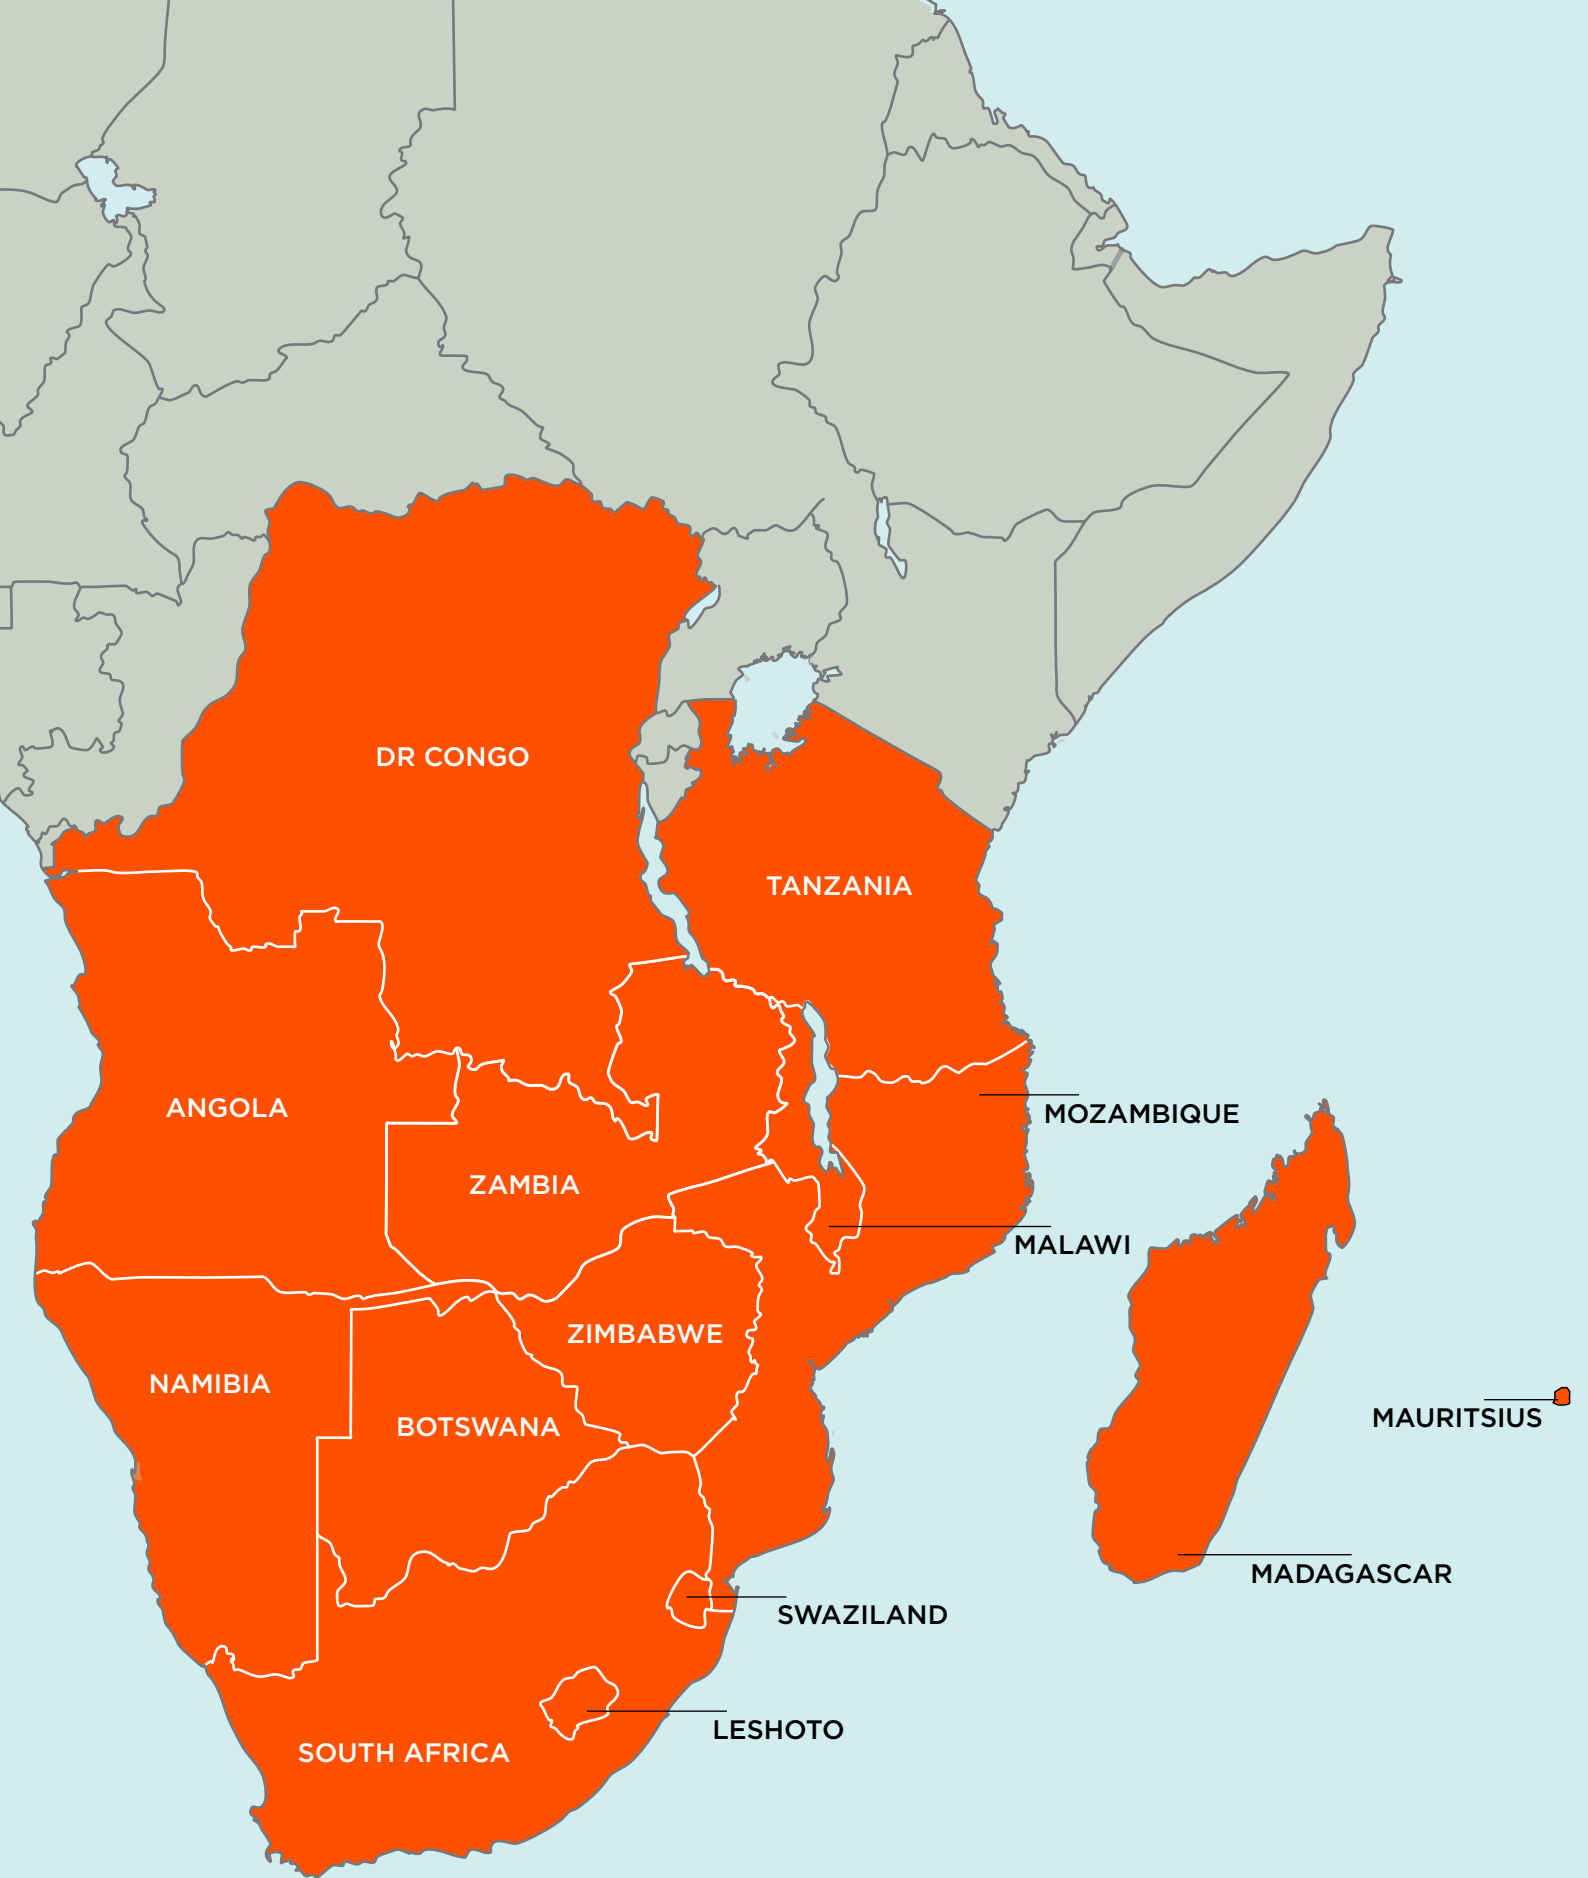 DR CONGO
TANZANIA
ANGOLA
MOZAMBIQUE
ZAMBIA
MALAWI
ZIMBABWE
NAMIBIA
BOTSWANA
MAURITSIUS
MADAGASCAR
SWAZILAND
LESHOTO
SOUTH AFRICA